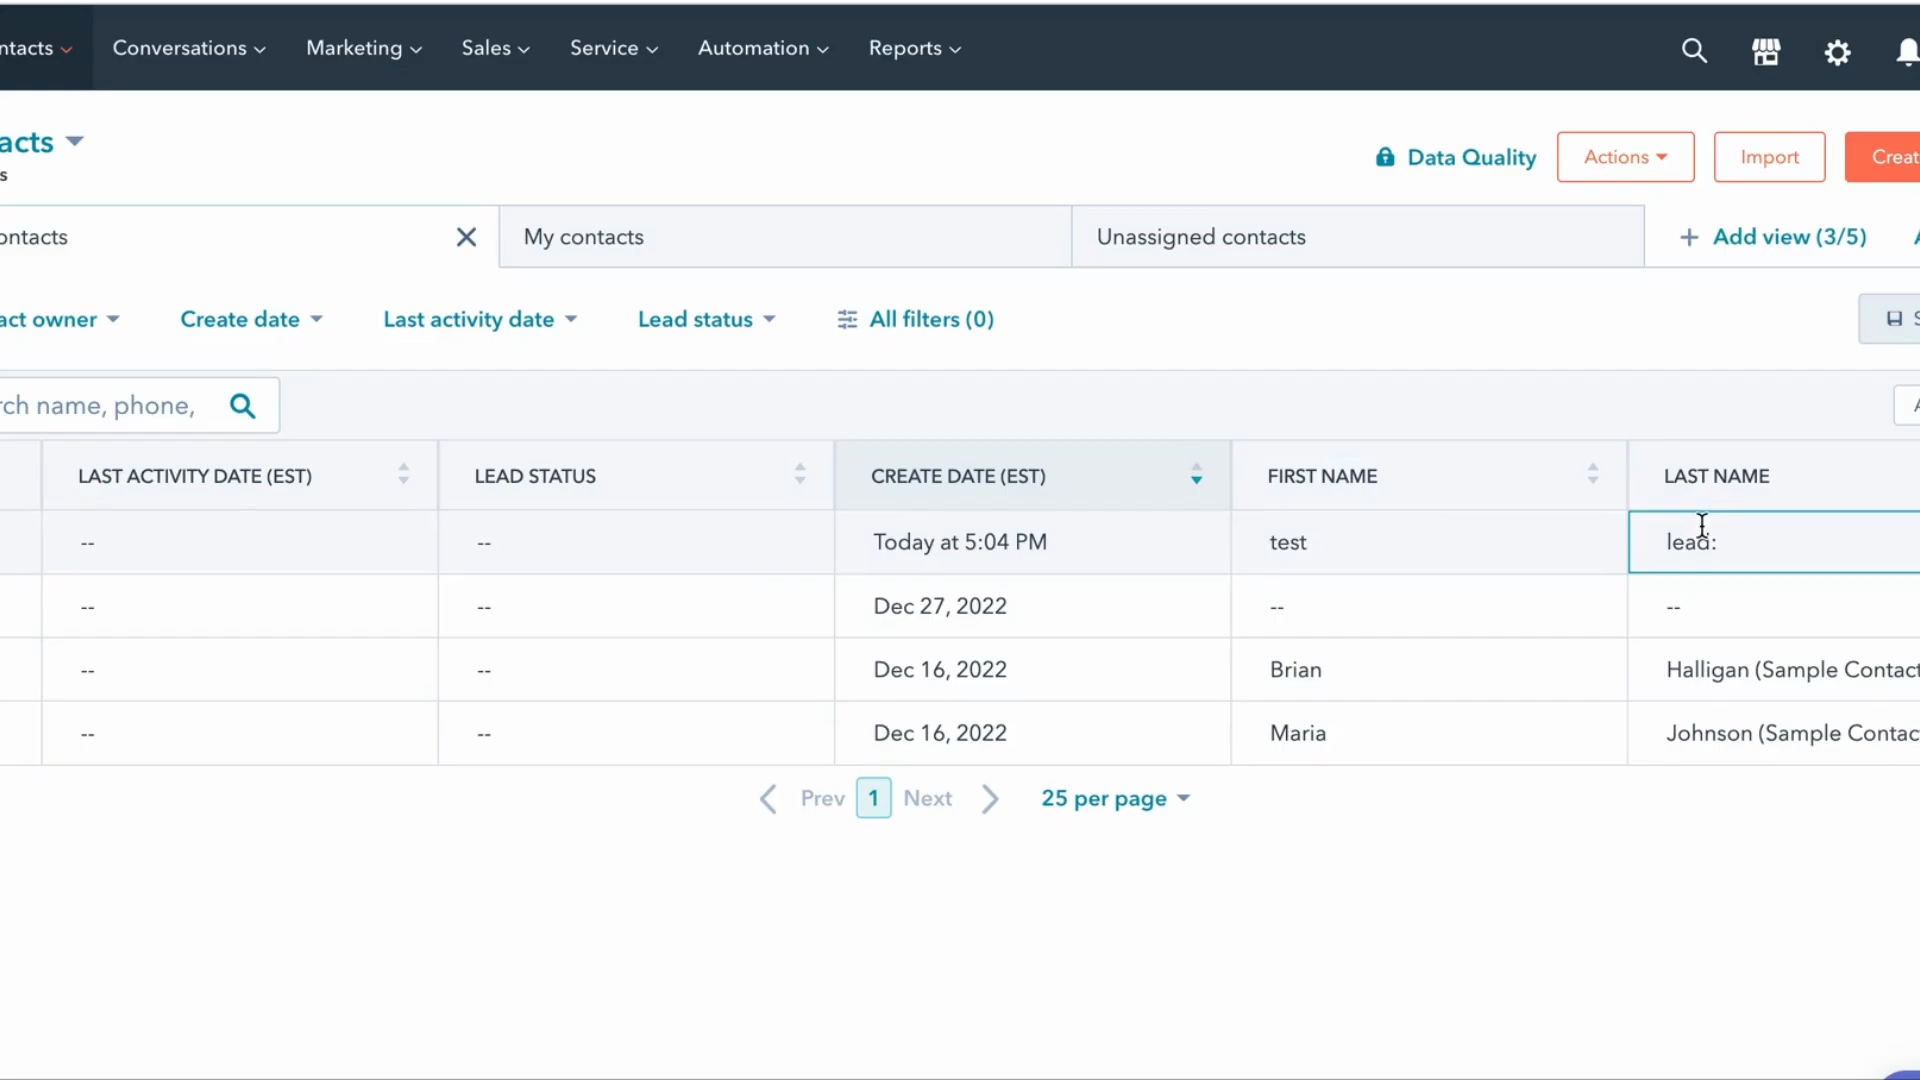 ntacts Conversations Marketing Sales Service Automation Reports
acts
s
Data Quality Actions Import Creat
ontacts My contacts Unassigned contacts + Add view (3/5) A
act owner Create date Last activity date Lead status All filters (0) S
rch name, phone, A
LAST ACTIVITY DATE (EST) LEAD STATUS CREATE DATE (EST) FIRST NAME LAST NAME
-- -- Today at 5:04 PM test lead:
-- -- Dec 27, 2022 -- --
-- -- Dec 16, 2022 Brian Halligan (Sample Contact
-- -- Dec 16, 2022 Maria Johnson (Sample Contac
Prev 1 Next 25 per page